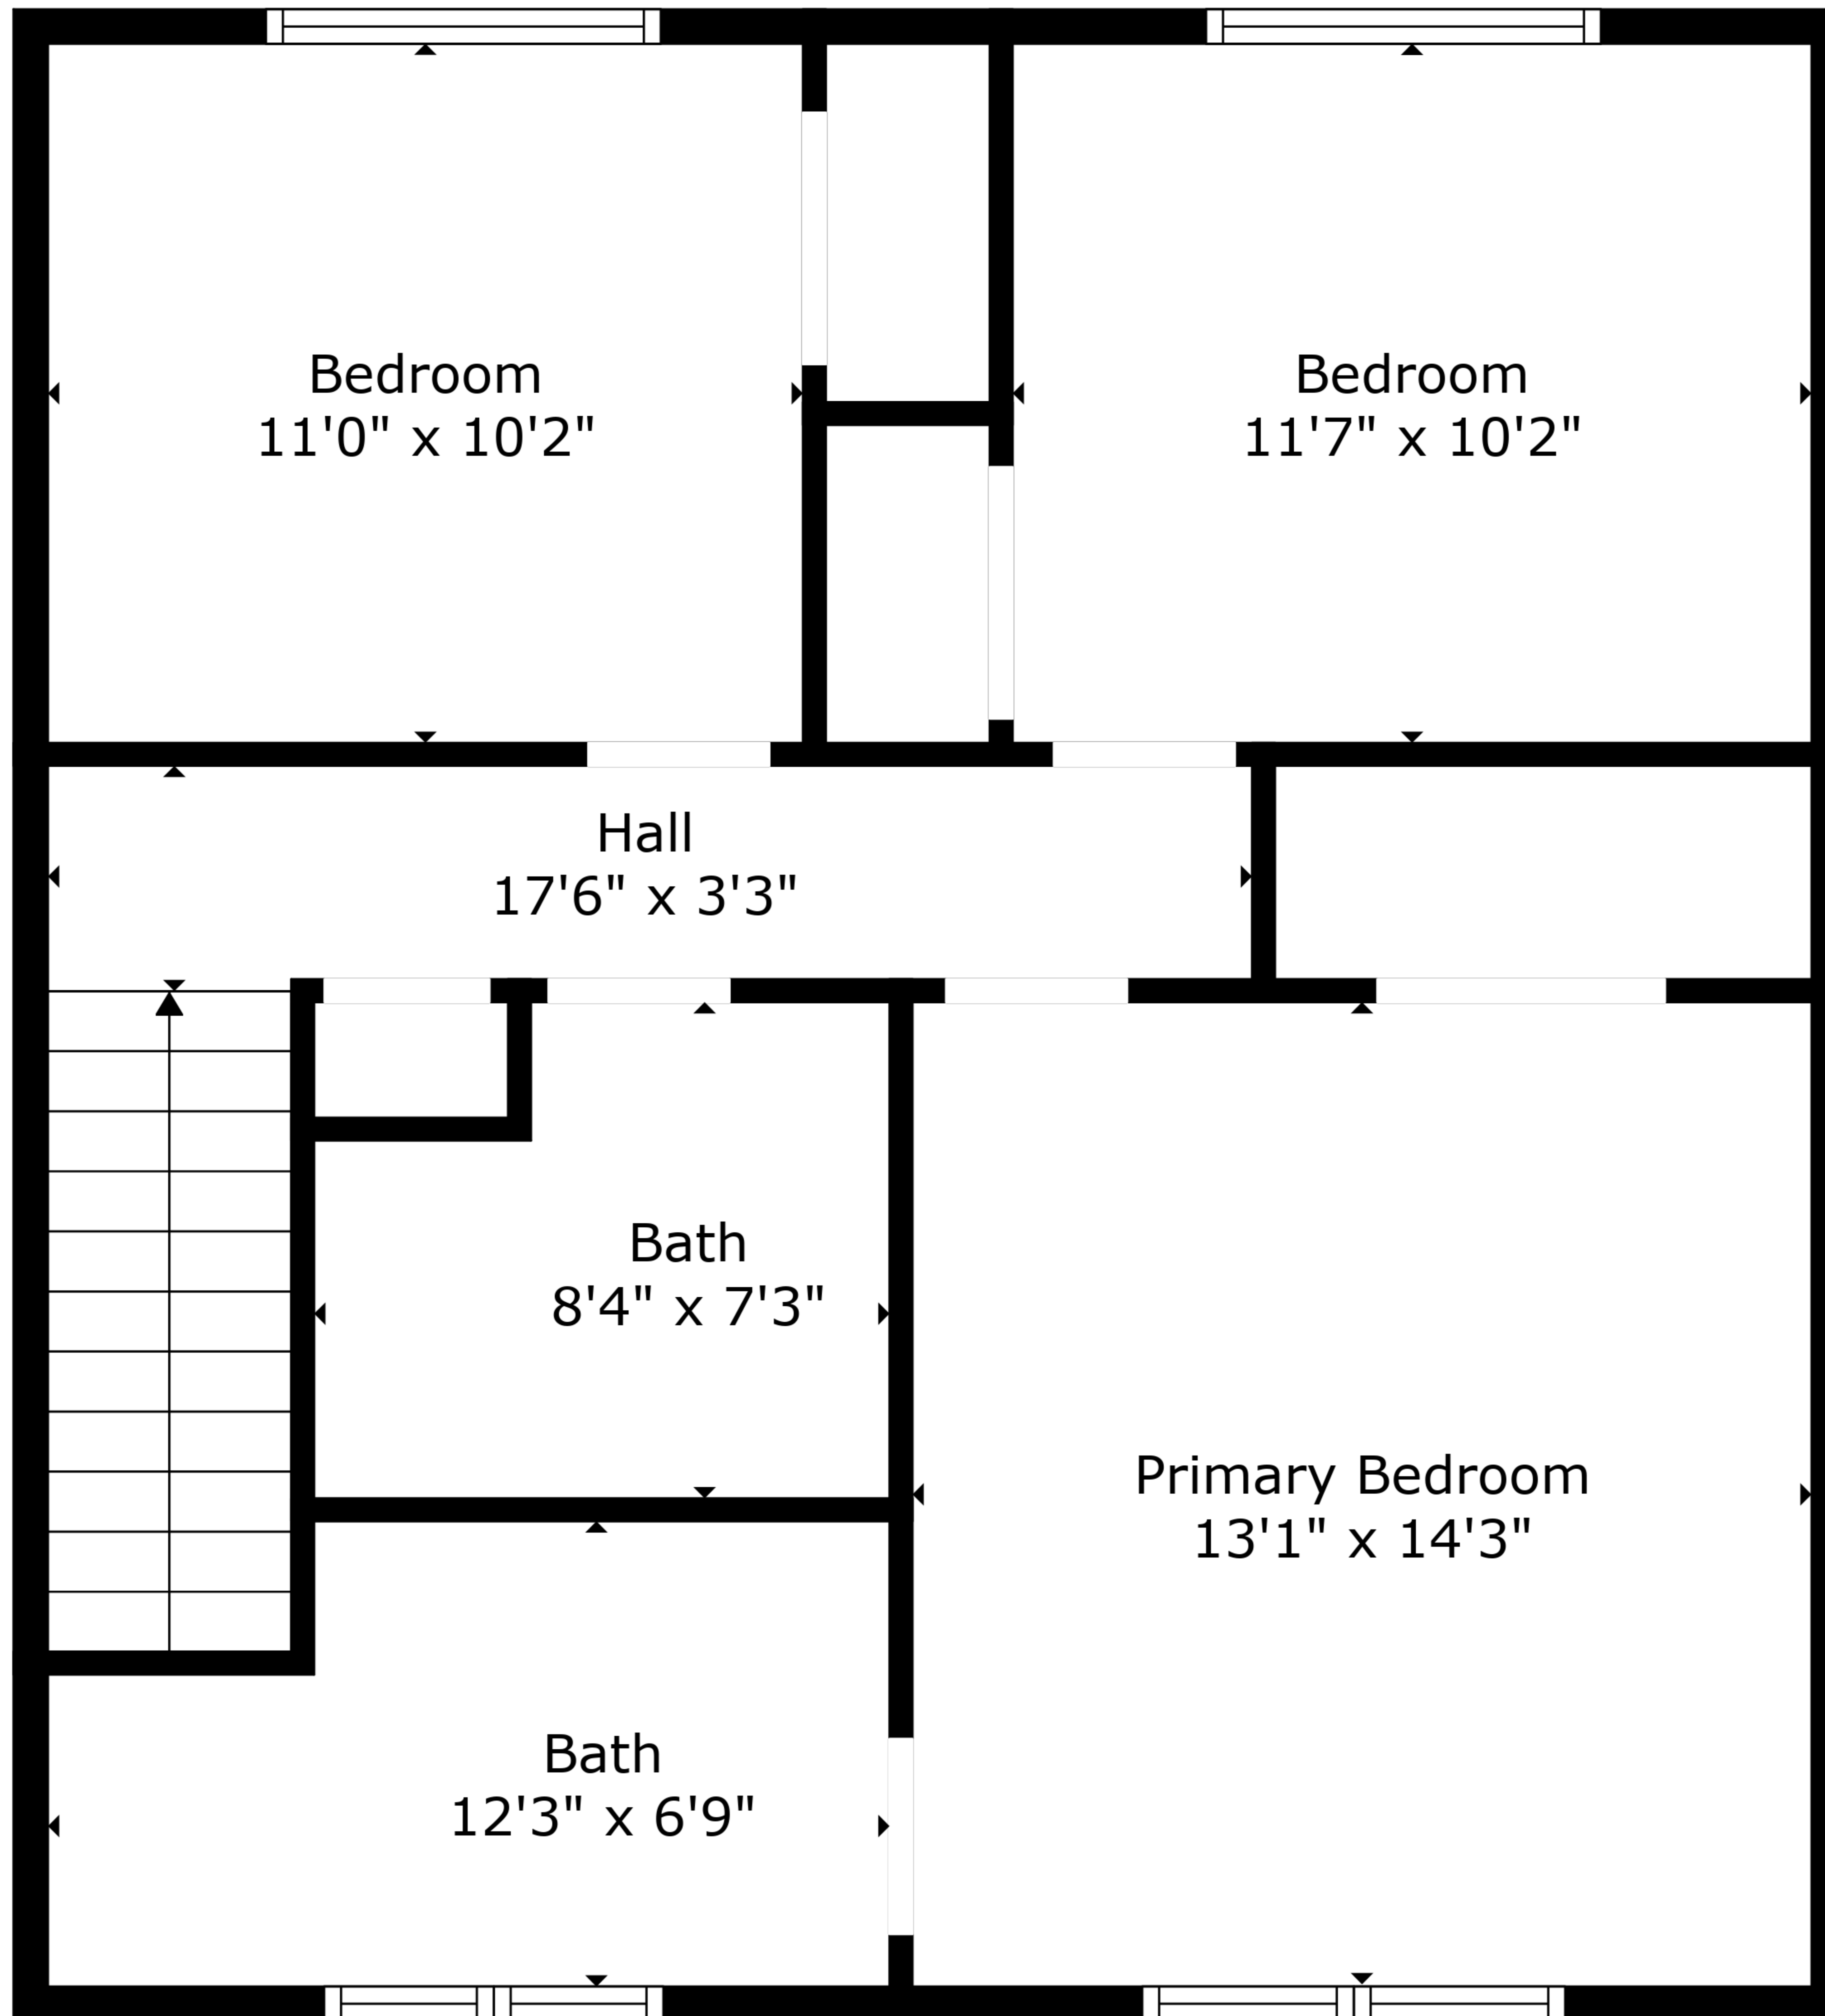 Bedroom
11'0" x 10'2"
Bedroom
11'7" x 10'2"
Hall
17'6" x 3'3"
Bath
8'4" x 7'3"
Primary Bedroom
13'1" x 14'3"
Bath
12'3" x 6'9"